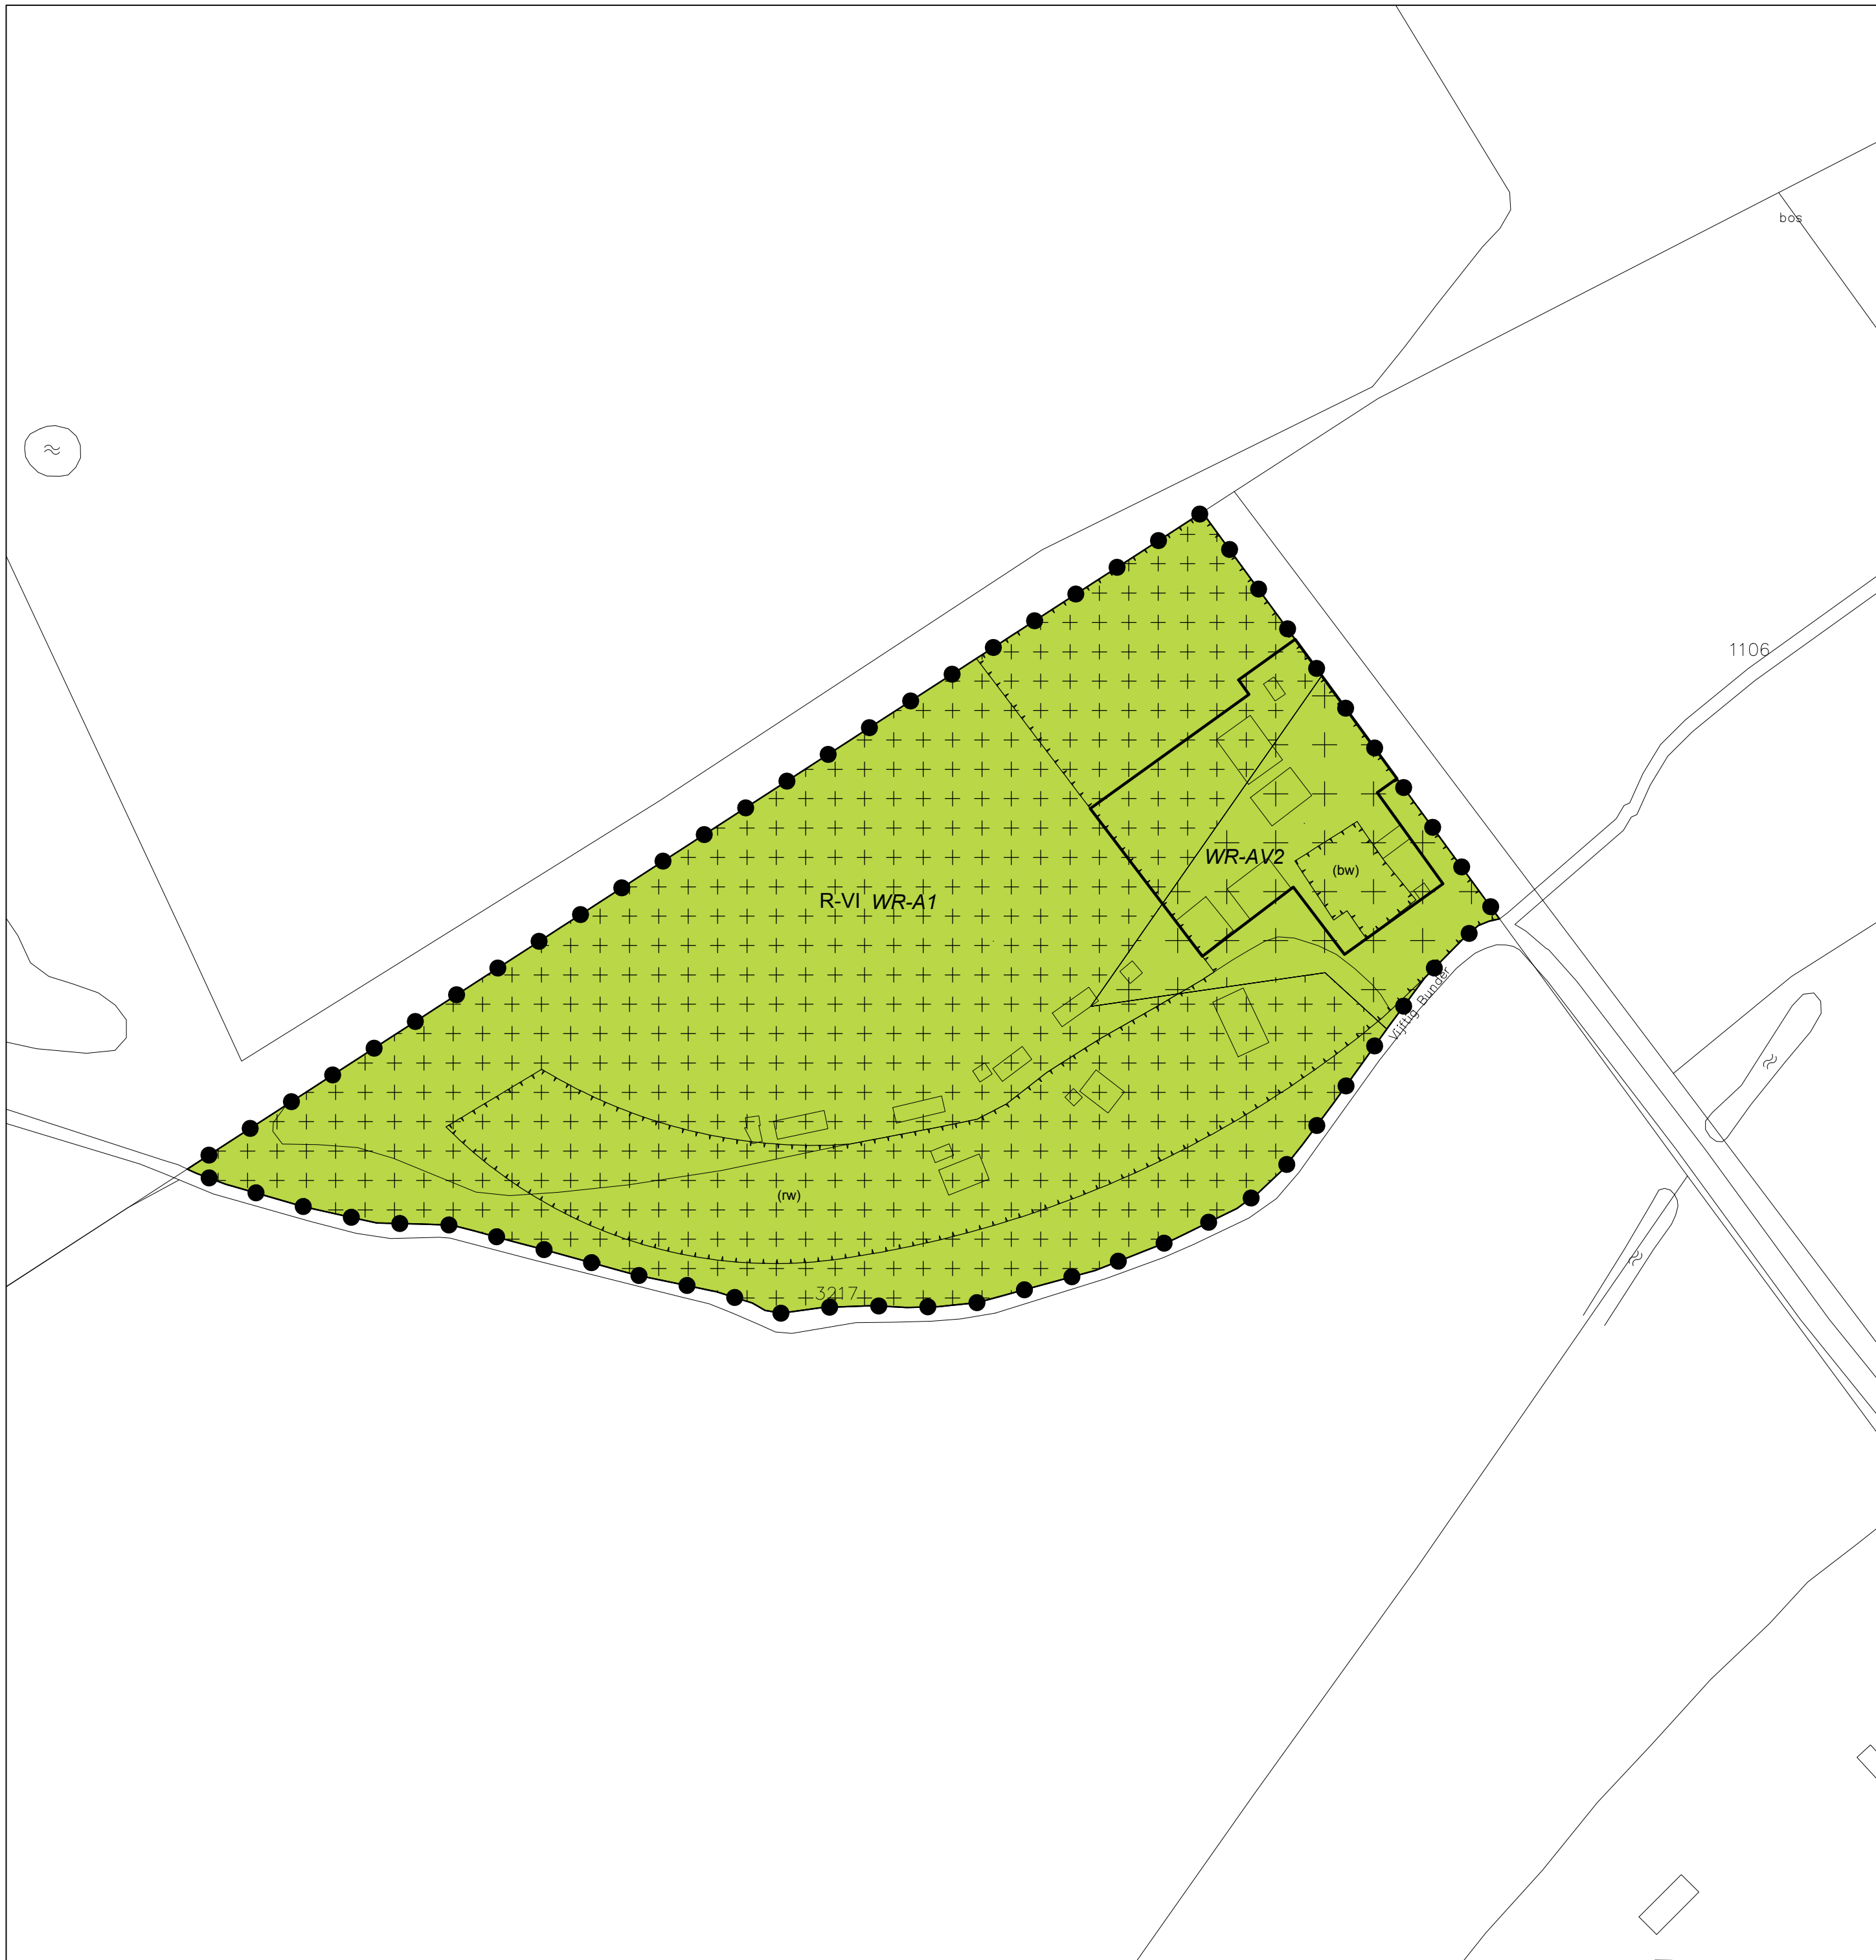 bos
1106
WR-AV2
(bw)
R-VI WR-A1
Vijftig Bunder
(rw)
3217